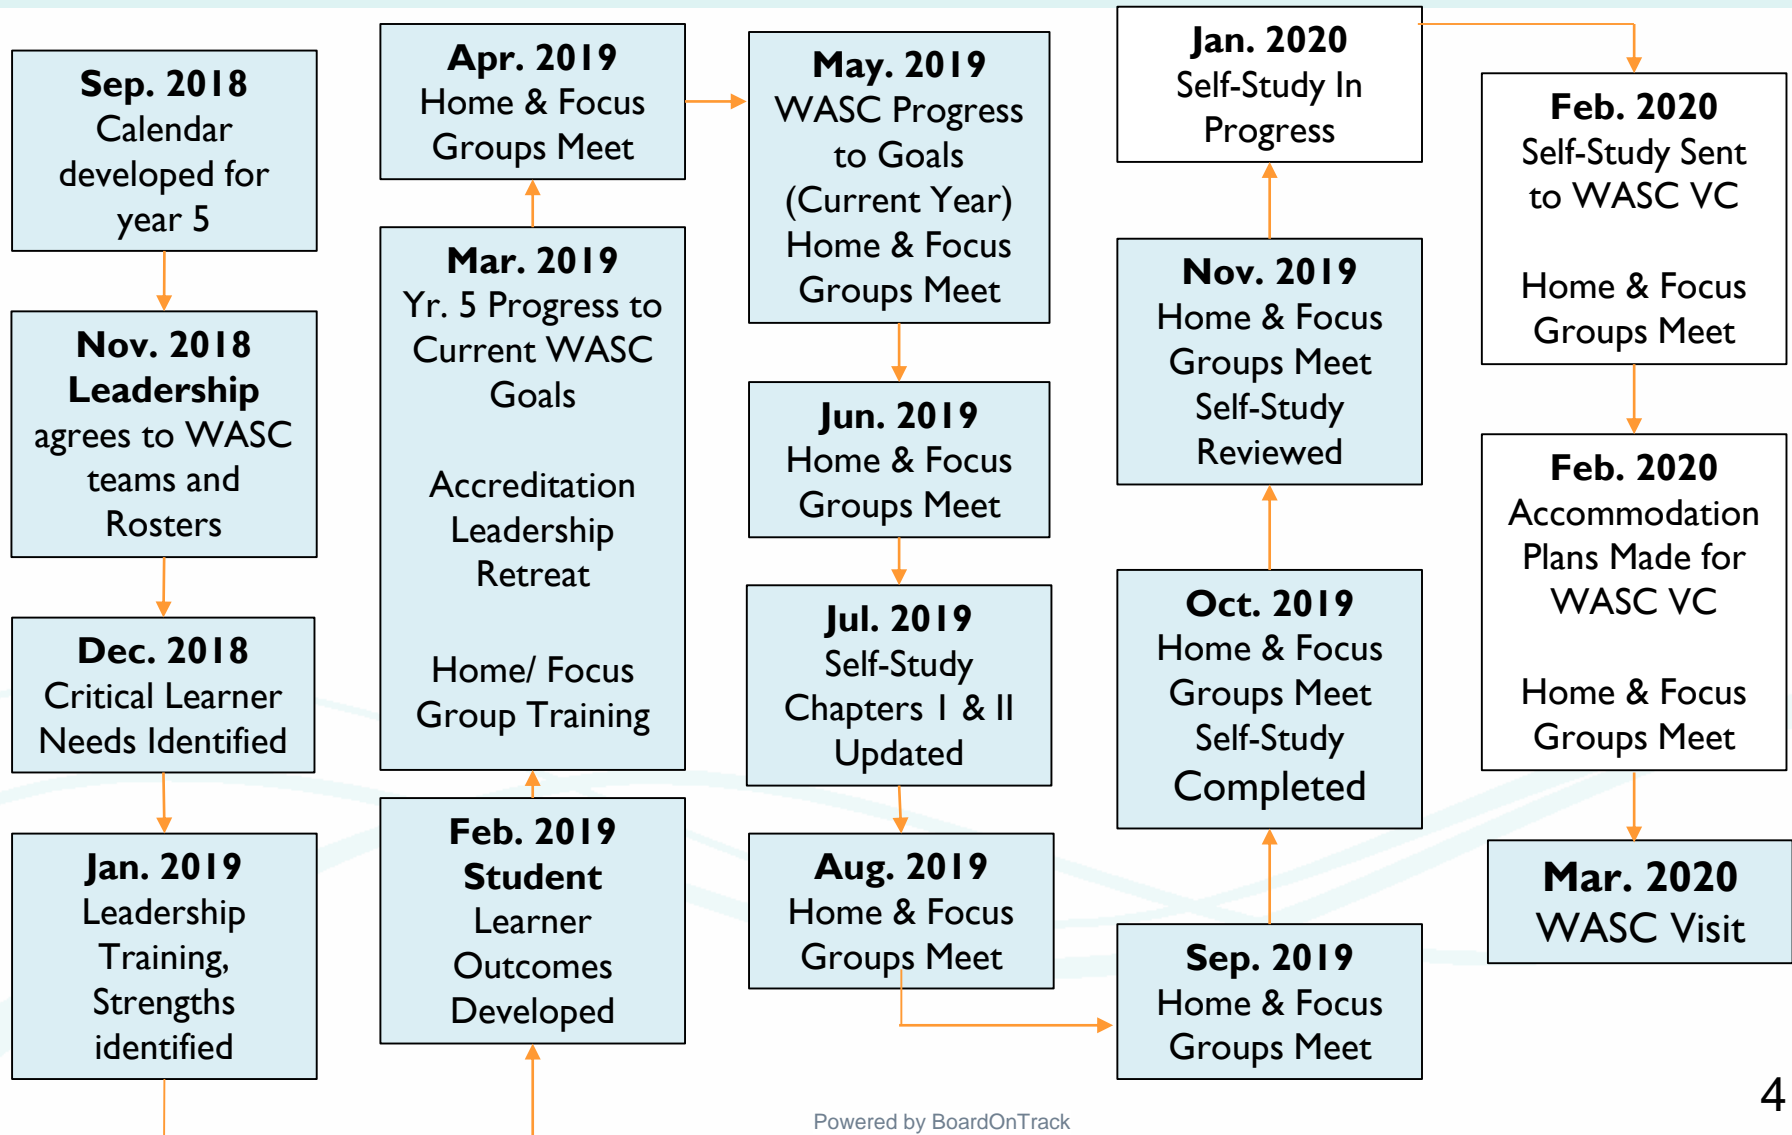 Sep. 2018
Calendar
developed for
year 5
Nov. 2018
Leadership
agrees to WASC
teams and
Rosters
Dec. 2018
Critical Learner
Needs Identified
Jan. 2019
Leadership
Training,
Strengths
identified
Feb. 2019
Student
Learner
Outcomes
Developed
Mar. 2019
Yr. 5 Progress to
Current WASC
Goals
Accreditation
Leadership
Retreat
Home/ Focus
Group Training
Apr. 2019
Home & Focus
Groups Meet
May. 2019
WASC Progress
to Goals
(Current Year)
Home & Focus
Groups Meet
Jun. 2019
Home & Focus
Groups Meet
Jul. 2019
Self-Study
Chapters 1 & II
Updated
Aug. 2019
Home & Focus
Groups Meet
Sep. 2019
Home & Focus
Groups Meet
Oct. 2019
Home & Focus
Groups Meet
Self-Study
Completed
Nov. 2019
Home & Focus
Groups Meet
Self-Study
Reviewed
Jan. 2020
Self-Study In
Progress
Feb. 2020
Self-Study Sent
to WASC VC
Home & Focus
Groups Meet
Feb. 2020
Accommodation
Plans Made for
WASC VC
Home & Focus
Groups Meet
Mar. 2020
WASC Visit
Powered by BoardOnTrack
4